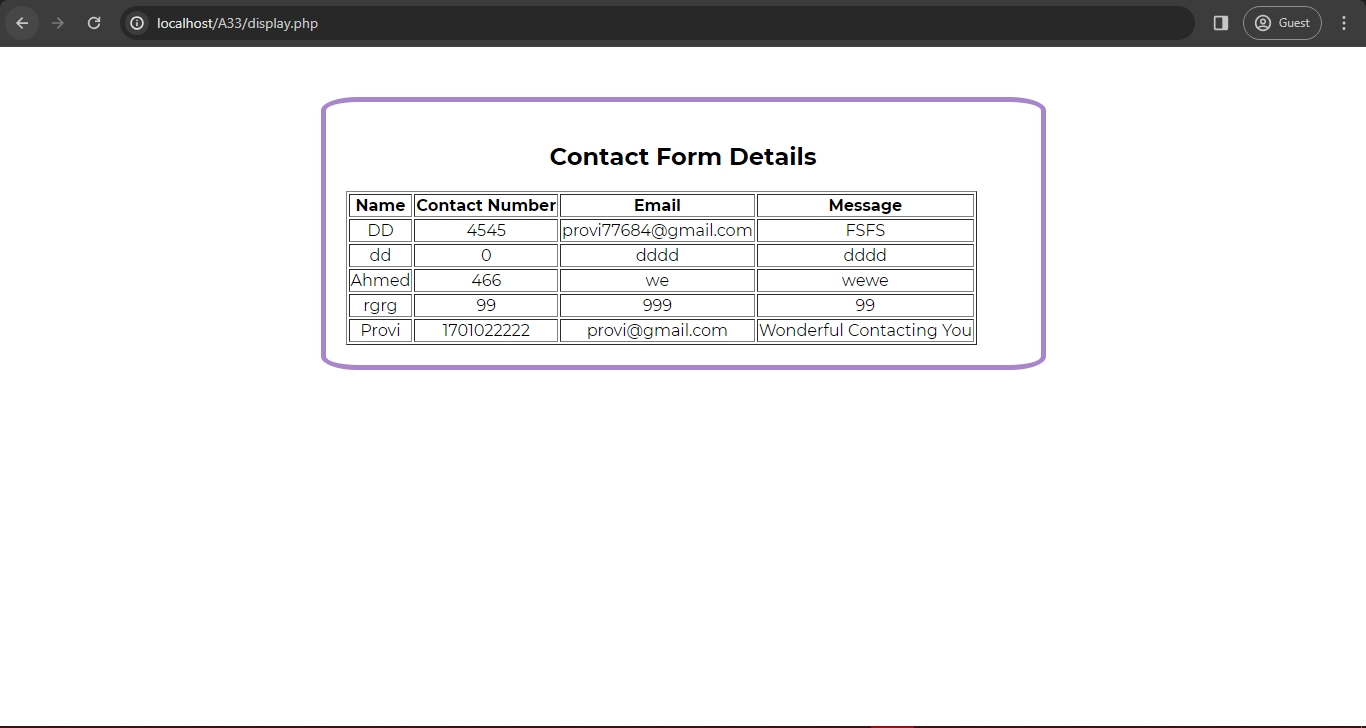 localhost/A33/display.php
Guest
Contact Form Details
Name Contact Number Email Message
DD 4545 provi77684@gmail.com FSFS
dd 0 dddd dddd
Ahmed 466 we wewe
rgrg 99 999 99
Provi 1701022222 provi@gmail.com Wonderful Contacting You